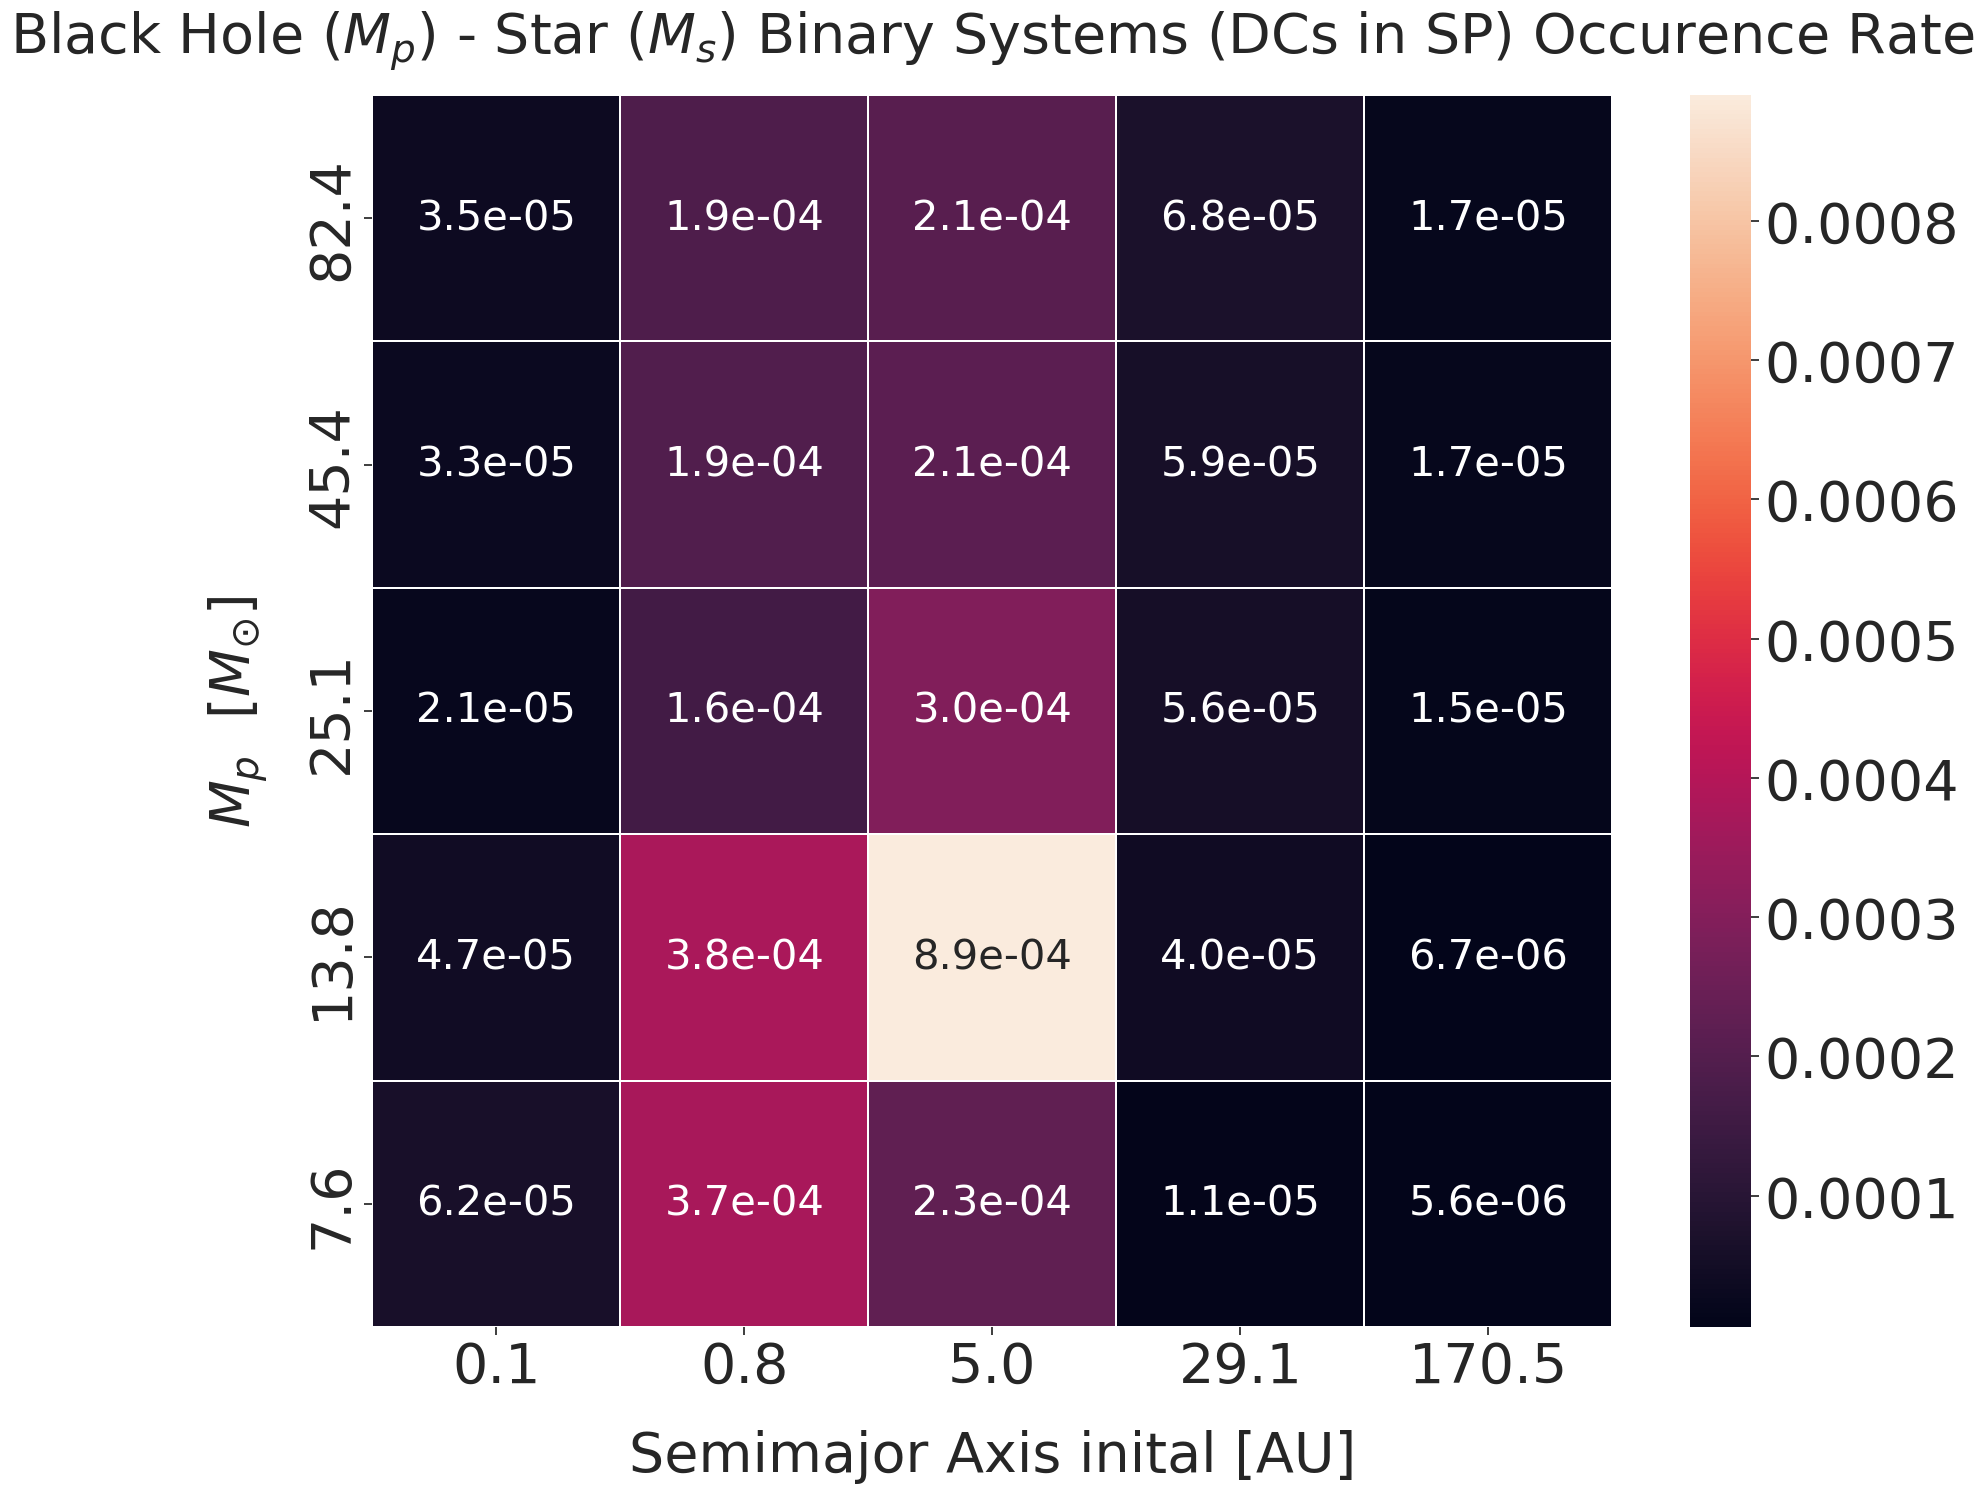 Black Hole (M_p) - Star (M_s) Binary Systems (DCs in SP) Occurence Rate
M_p [M_⊙]
82.4 3.5e-05 1.9e-04 2.1e-04 6.8e-05 1.7e-05
45.4 3.3e-05 1.9e-04 2.1e-04 5.9e-05 1.7e-05
25.1 2.1e-05 1.6e-04 3.0e-04 5.6e-05 1.5e-05
13.8 4.7e-05 3.8e-04 8.9e-04 4.0e-05 6.7e-06
7.6 6.2e-05 3.7e-04 2.3e-04 1.1e-05 5.6e-06
0.1 0.8 5.0 29.1 170.5
Semimajor Axis inital [AU]
0.0008
0.0007
0.0006
0.0005
0.0004
0.0003
0.0002
0.0001